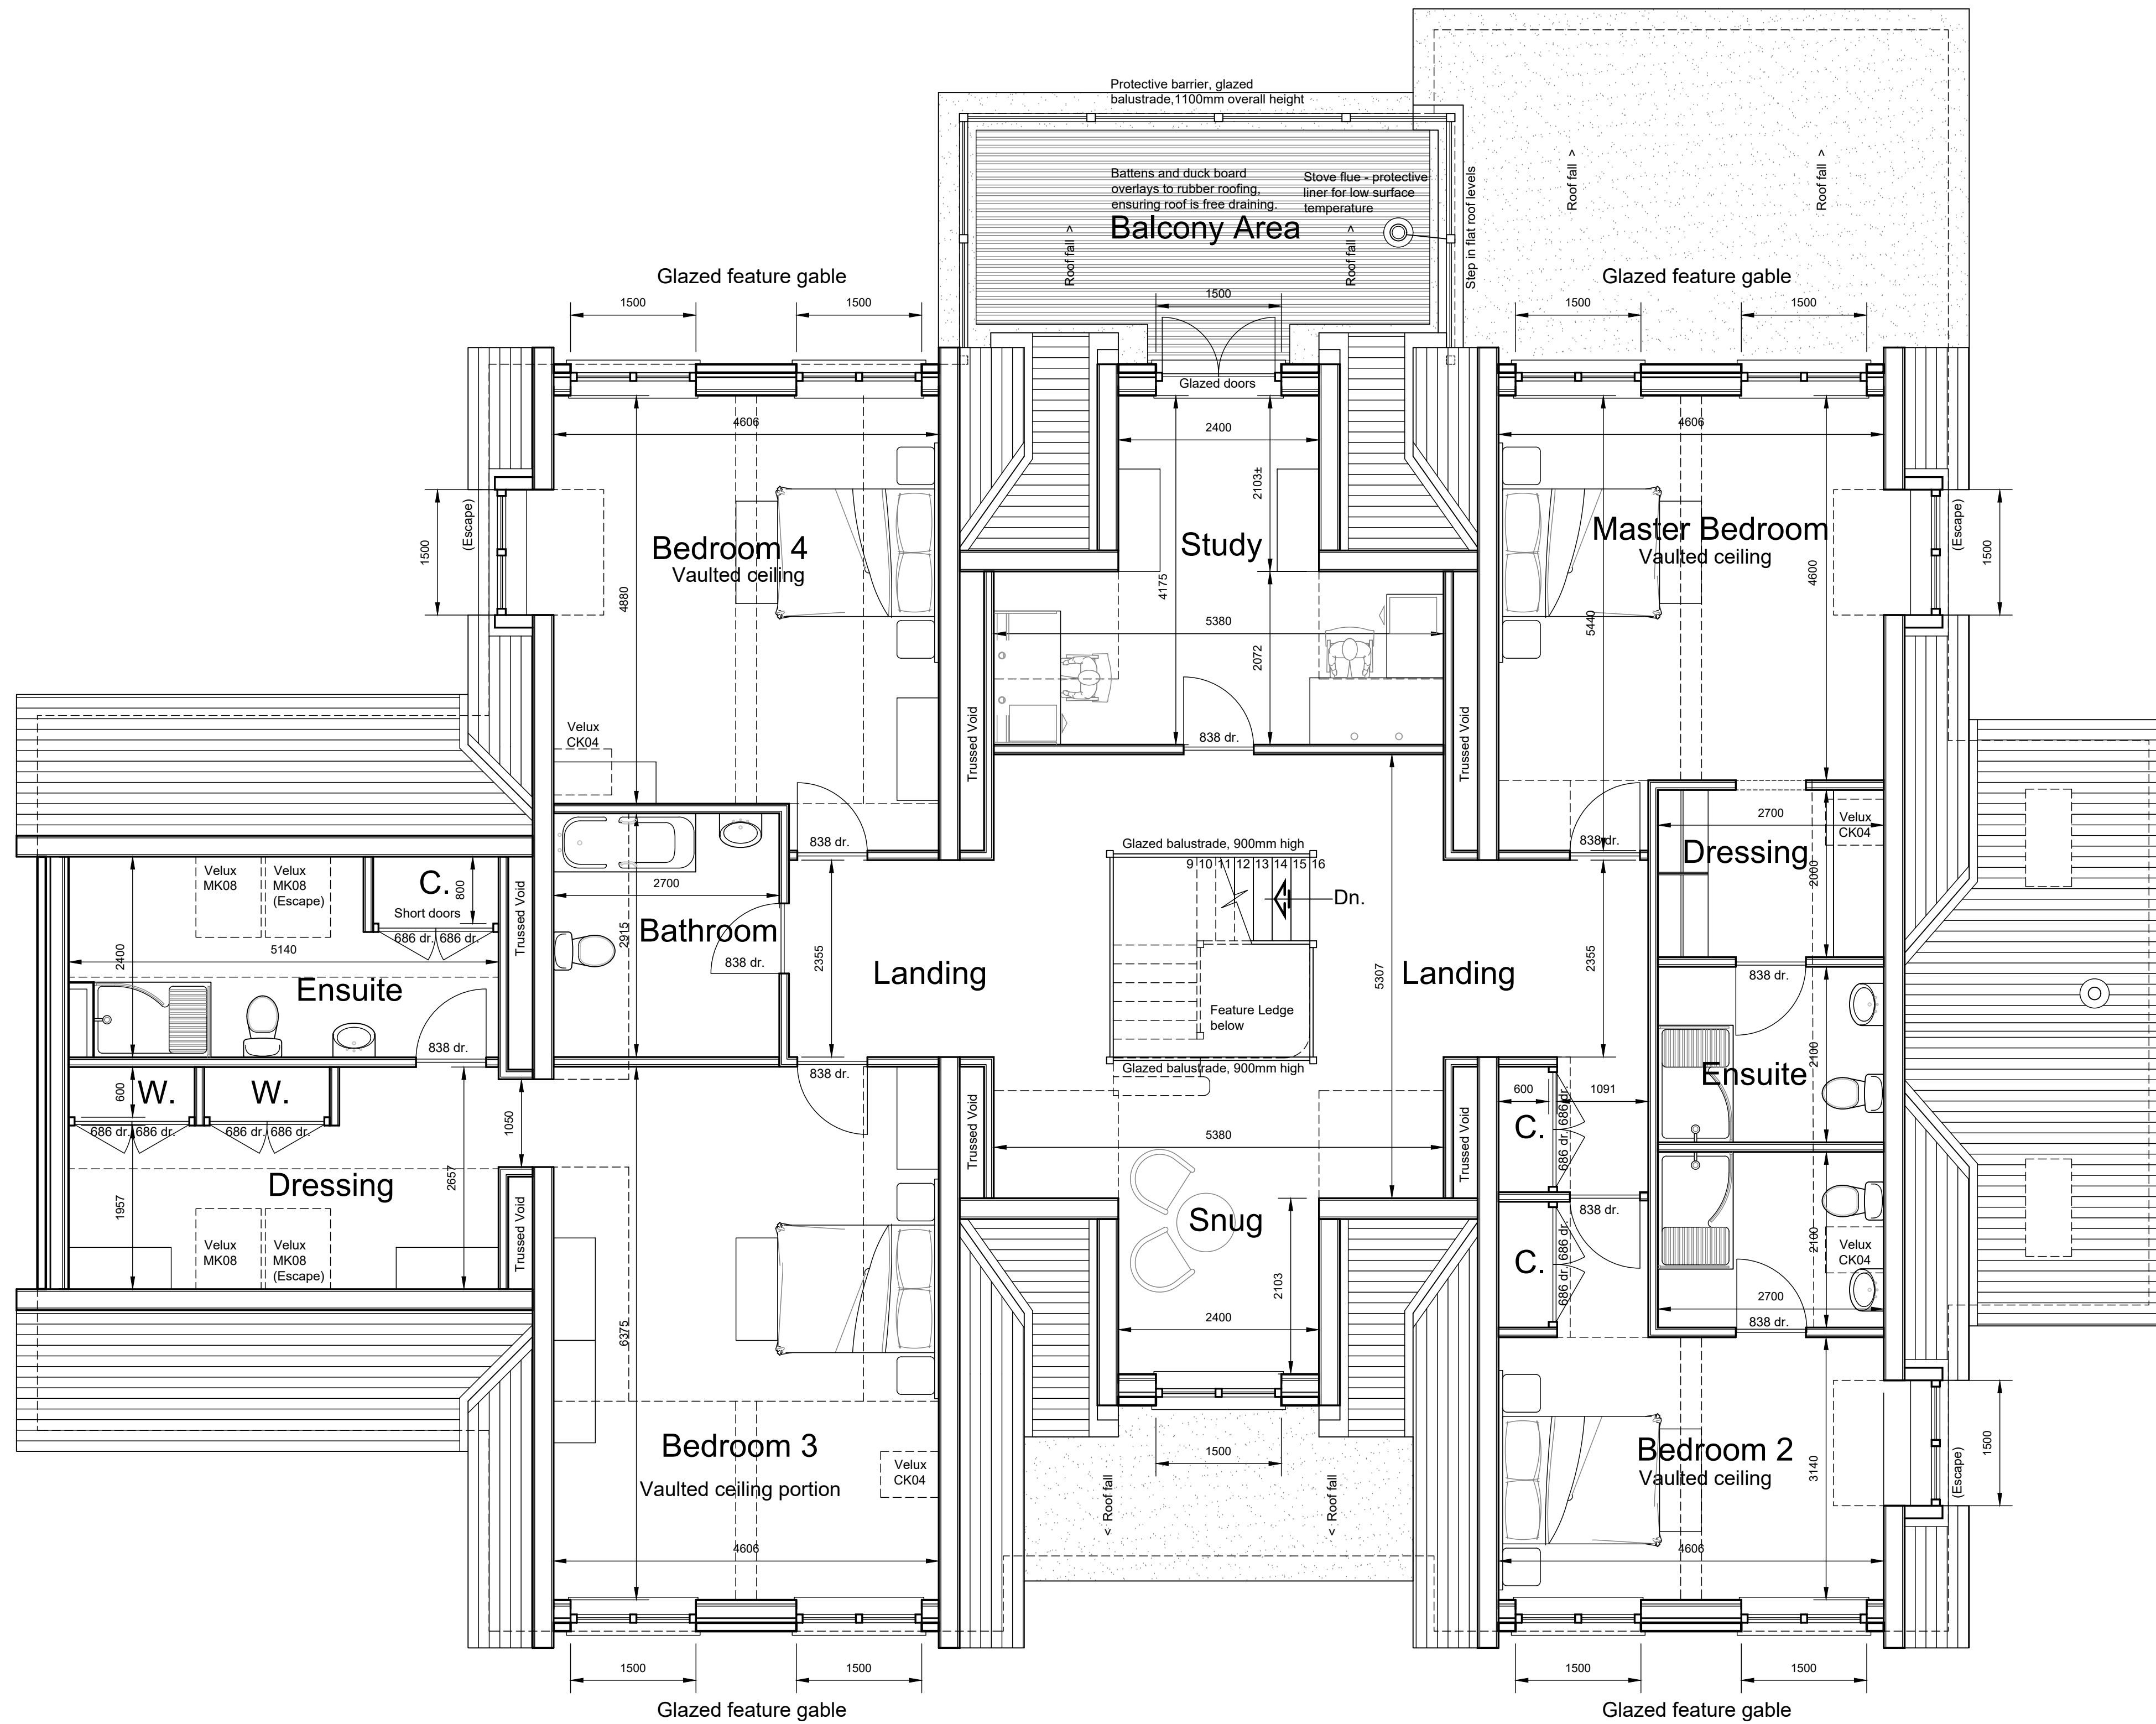 Protective barrier, glazed
balustrade,1100mm overall height
Battens and duck board
overlays to rubber roofing,
ensuring roof is free draining.
Stove flue - protective
liner for low surface
temperature
Balcony Area
Roof fall >
Roof fall >
Step in flat roof levels
Roof fall >
Roof fall >
Glazed feature gable
1500
1500
1500
Glazed feature gable
1500
1500
Glazed doors
4606
2400
4606
2103±
1500
(Escape)
Bedroom 4
Vaulted ceiling
4880
Study
4175
5380
2072
Master Bedroom
Vaulted ceiling
4600
5440
(Escape)
1500
Velux
CK04
Trussed Void
838 dr.
Trussed Void
838 dr.
838 dr.
2700
Velux
CK04
Dressing
2000
Glazed balustrade, 900mm high
9 10 11 12 13 14 15 16
Dn.
Velux
MK08
Velux
MK08
(Escape)
C.
800
Short doors
686 dr.
686 dr.
Trussed Void
2400
5140
Ensuite
838 dr.
2700
2915
Bathroom
838 dr.
2355
Landing
5307
Landing
2355
Feature Ledge
below
Glazed balustrade, 900mm high
838 dr.
2100
Ensuite
600
W.
W.
686 dr.
686 dr.
686 dr.
686 dr.
1050
838 dr.
Trussed Void
Trussed Void
600
1091
C.
686 dr.
686 dr.
Dressing
2657
1957
Trussed Void
5380
Snug
2103
2400
838 dr.
C.
686 dr.
686 dr.
2100
Velux
CK04
2700
838 dr.
Velux
MK08
Velux
MK08
(Escape)
6375
Bedroom 3
Vaulted ceiling portion
Velux
CK04
1500
< Roof fall
< Roof fall
Bedroom 2
Vaulted ceiling
3140
(Escape)
1500
4606
4606
1500
1500
Glazed feature gable
1500
1500
Glazed feature gable